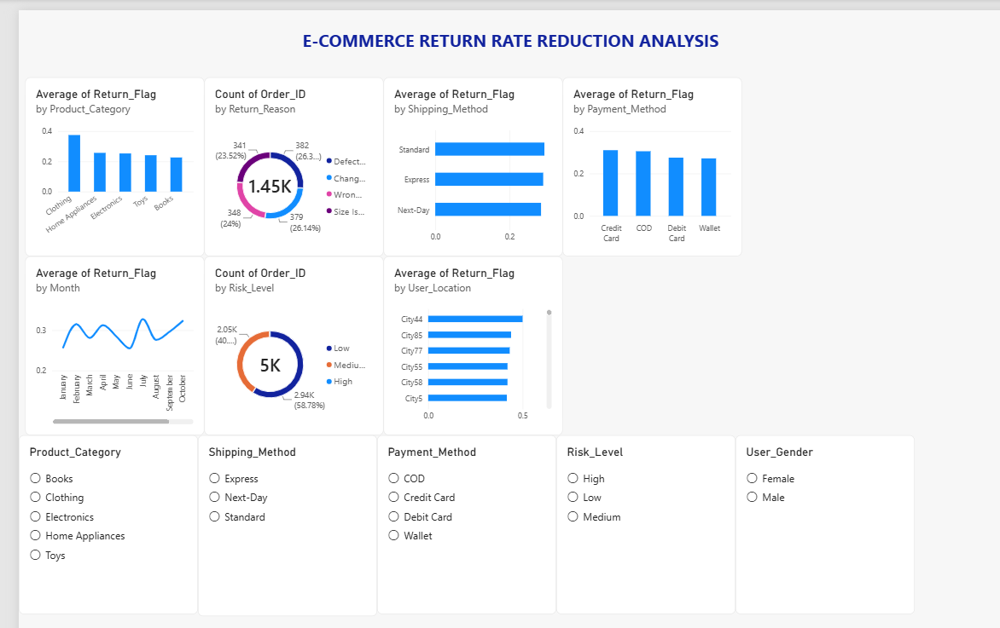 E-COMMERCE RETURN RATE REDUCTION ANALYSIS
Average of Return_Flag
by Product_Category
0.4
0.2
0.0
Clothing
Home Appliances
Electronics
Toys
Books
Count of Order_ID
by Return_Reason
341
(23.52%)
382
(26.3...)
1.45K
348
(24%)
379
(26.14%)
Defect...
Chang...
Wron...
Size Is...
Average of Return_Flag
by Shipping_Method
Standard
Express
Next-Day
0.0
0.2
Average of Return_Flag
by Payment_Method
0.4
0.2
0.0
Credit
Card
COD
Debit
Card
Wallet
Average of Return_Flag
by Month
0.3
0.2
January
February
March
April
May
June
July
August
September
October
Count of Order_ID
by Risk_Level
2.05K
(40....)
5K
2.94K
(58.78%)
Low
Mediu...
High
Average of Return_Flag
by User_Location
City44
City85
City77
City55
City58
City5
0.0
0.5
Product_Category
Books
Clothing
Electronics
Home Appliances
Toys
Shipping_Method
Express
Next-Day
Standard
Payment_Method
COD
Credit Card
Debit Card
Wallet
Risk_Level
High
Low
Medium
User_Gender
Female
Male